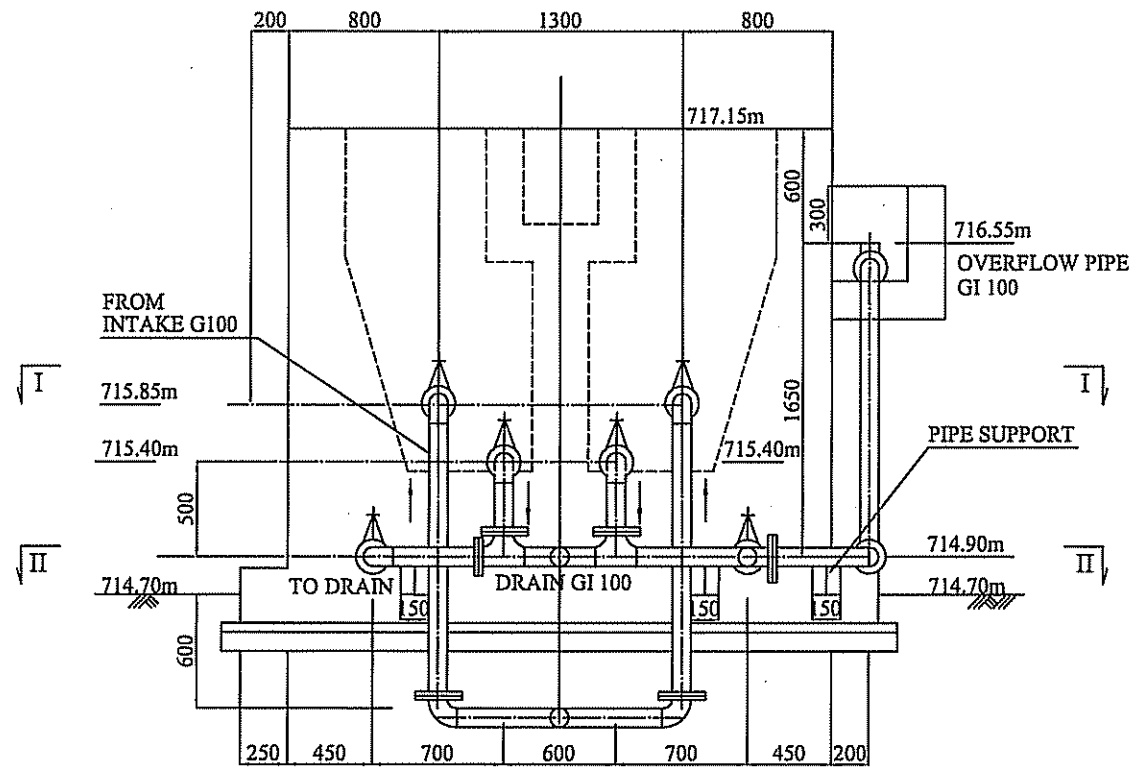 200 800 1300 800
717.15m
600
300
716.55m
OVERFLOW PIPE
GI 100
FROM
INTAKE G100
I I
715.85m
1650
715.40m 715.40m
PIPE SUPPORT
500
II II
714.90m
714.70m TO DRAIN DRAIN GI 100 714.70m
150 150 150
600
250 450 700 600 700 450 200